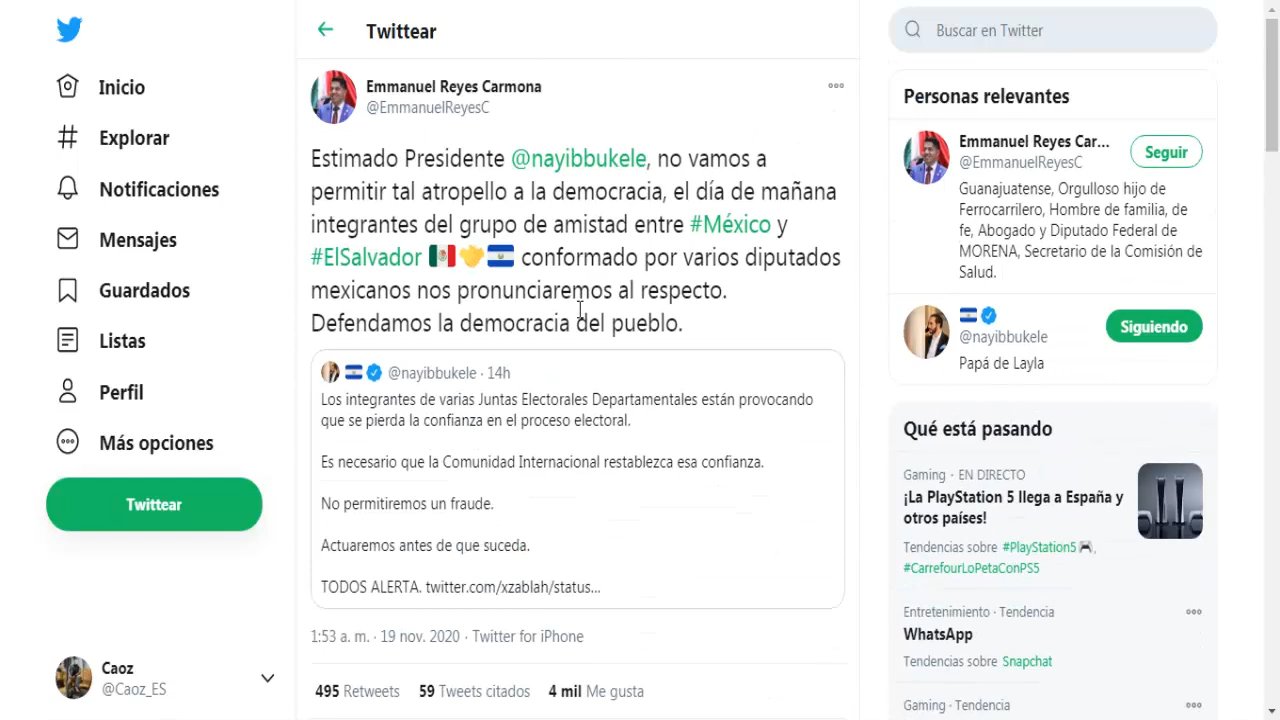 Inicio
Explorar
Notificaciones
Mensajes
Guardados
Listas
Perfil
Más opciones
Twittear
Caoz
@Caoz_ES
Twittear
Emmanuel Reyes Carmona
@EmmanuelReyesC
Estimado Presidente @nayibbukele, no vamos a
permitir tal atropello a la democracia, el día de mañana
integrantes del grupo de amistad entre #México y
#ElSalvador 🇲🇽🤝🇸🇻 conformado por varios diputados
mexicanos nos pronunciaremos al respecto.
Defendamos la democracia del pueblo.
@nayibbukele · 14h
Los integrantes de varias Juntas Electorales Departamentales están provocando
que se pierda la confianza en el proceso electoral.
Es necesario que la Comunidad Internacional restablezca esa confianza.
No permitiremos un fraude.
Actuaremos antes de que suceda.
TODOS ALERTA. twitter.com/xzablah/status...
1:53 a. m. · 19 nov. 2020 · Twitter for iPhone
495 Retweets 59 Tweets citados 4 mil Me gusta
Buscar en Twitter
Personas relevantes
Emmanuel Reyes Car...
@EmmanuelReyesC
Seguir
Guanajuatense, Orgulloso hijo de
Ferrocarrilero, Hombre de familia, de
fe, Abogado y Diputado Federal de
MORENA, Secretario de la Comisión de
Salud.
@nayibbukele
Siguiendo
Papá de Layla
Qué está pasando
Gaming · EN DIRECTO
¡La PlayStation 5 llega a España y
otros países!
Tendencias sobre #PlayStation5🎮,
#CarrefourLoPetaConPS5
Entretenimiento · Tendencia
WhatsApp
Tendencias sobre Snapchat
Gaming · Tendencia